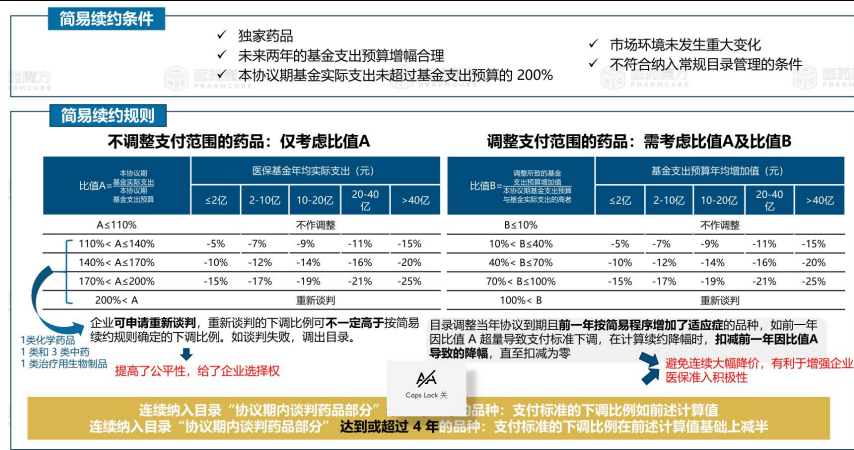 简易续约条件
✓ 独家药品
✓ 未来两年的基金支出预算增幅合理
✓ 本协议期基金实际支出未超过基金支出预算的 200%
✓ 市场环境未发生重大变化
✓ 不符合纳入常规目录管理的条件
医药魔方
PHARMCUBE
简易续约规则
不调整支付范围的药品：仅考虑比值A
比值A= 本协议期基金实际支出 / 本协议期基金支出预算
医保基金年均实际支出（元）
≤2亿 2-10亿 10-20亿 20-40亿 >40亿
A≤110% 不作调整
110%< A≤140% -5% -7% -9% -11% -15%
140%< A≤170% -10% -12% -14% -16% -20%
170%< A≤200% -15% -17% -19% -21% -25%
200%< A 重新谈判
调整支付范围的药品：需考虑比值A及比值B
比值B= 调整所致的基金支出预算增加值 / 本协议期基金支出预算与基金实际支出的高者
基金支出预算年均增加值（元）
≤2亿 2-10亿 10-20亿 20-40亿 >40亿
B≤10% 不作调整
10%< B≤40% -5% -7% -9% -11% -15%
40%< B≤70% -10% -12% -14% -16% -20%
70%< B≤100% -15% -17% -19% -21% -25%
100%< B 重新谈判
1类化学药品
1 类和 3 类中药
1 类治疗用生物制品
企业可申请重新谈判，重新谈判的下调比例可不一定高于按简易
续约规则确定的下调比例。如谈判失败，调出目录。
提高了公平性，给了企业选择权
目录调整当年协议到期且前一年按简易程序增加了适应症的品种，如前一年
因比值 A 超量导致支付标准下调，在计算续约降幅时，扣减前一年因比值A
导致的降幅，直至扣减为零
避免连续大幅降价，有利于增强企业
医保准入积极性
Caps Lock 关
连续纳入目录“协议期内谈判药品部分” 的品种：支付标准的下调比例如前述计算值
连续纳入目录“协议期内谈判药品部分” 达到或超过 4 年的品种：支付标准的下调比例在前述计算值基础上减半